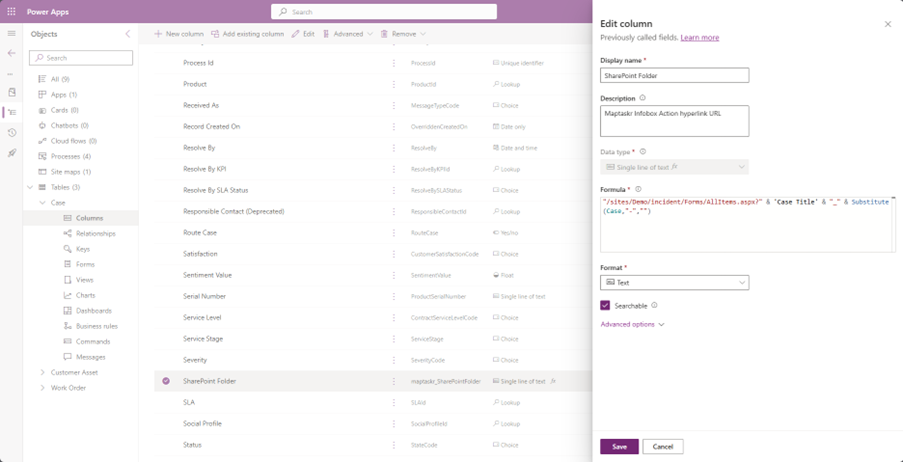 Power Apps
Search
Objects
New column
Add existing column
Edit
Advanced
Remove
Search
All (9)
Apps (1)
Cards (0)
Chatbots (0)
Cloud flows (0)
Processes (4)
Site maps (1)
Tables (3)
Case
Columns
Relationships
Keys
Forms
Views
Charts
Dashboards
Business rules
Commands
Messages
Customer Asset
Work Order
Process Id ProcessId Unique identifier
Product ProductId Lookup
Received As MessageTypeCode Choice
Record Created On OverriddenCreatedOn Date only
Resolve By ResolveBy Date and time
Resolve By KPI ResolveByKPIId Lookup
Resolve By SLA Status ResolveBySLAStatus Choice
Responsible Contact (Deprecated) ResponsibleContactId Lookup
Route Case RouteCase Yes/no
Satisfaction CustomerSatisfactionCode Choice
Sentiment Value SentimentValue Float
Serial Number ProductSerialNumber Single line of text
Service Level ContractServiceLevelCode Choice
Service Stage ServiceStage Choice
Severity SeverityCode Choice
SharePoint Folder maptaskr_SharePointFolder Single line of text fx
SLA SLAId Lookup
Social Profile SocialProfileId Lookup
Status StateCode Choice
Edit column
Previously called fields. Learn more
Display name *
SharePoint Folder
Description
Maptaskr Infobox Action hyperlink URL
Data type *
Single line of text fx
Formula *
"/sites/Demo/incident/Forms/AllItems.aspx?" & 'Case Title' & "_" & Substitute
(Case,"-","")
Format *
Text
Searchable
Advanced options
Save
Cancel